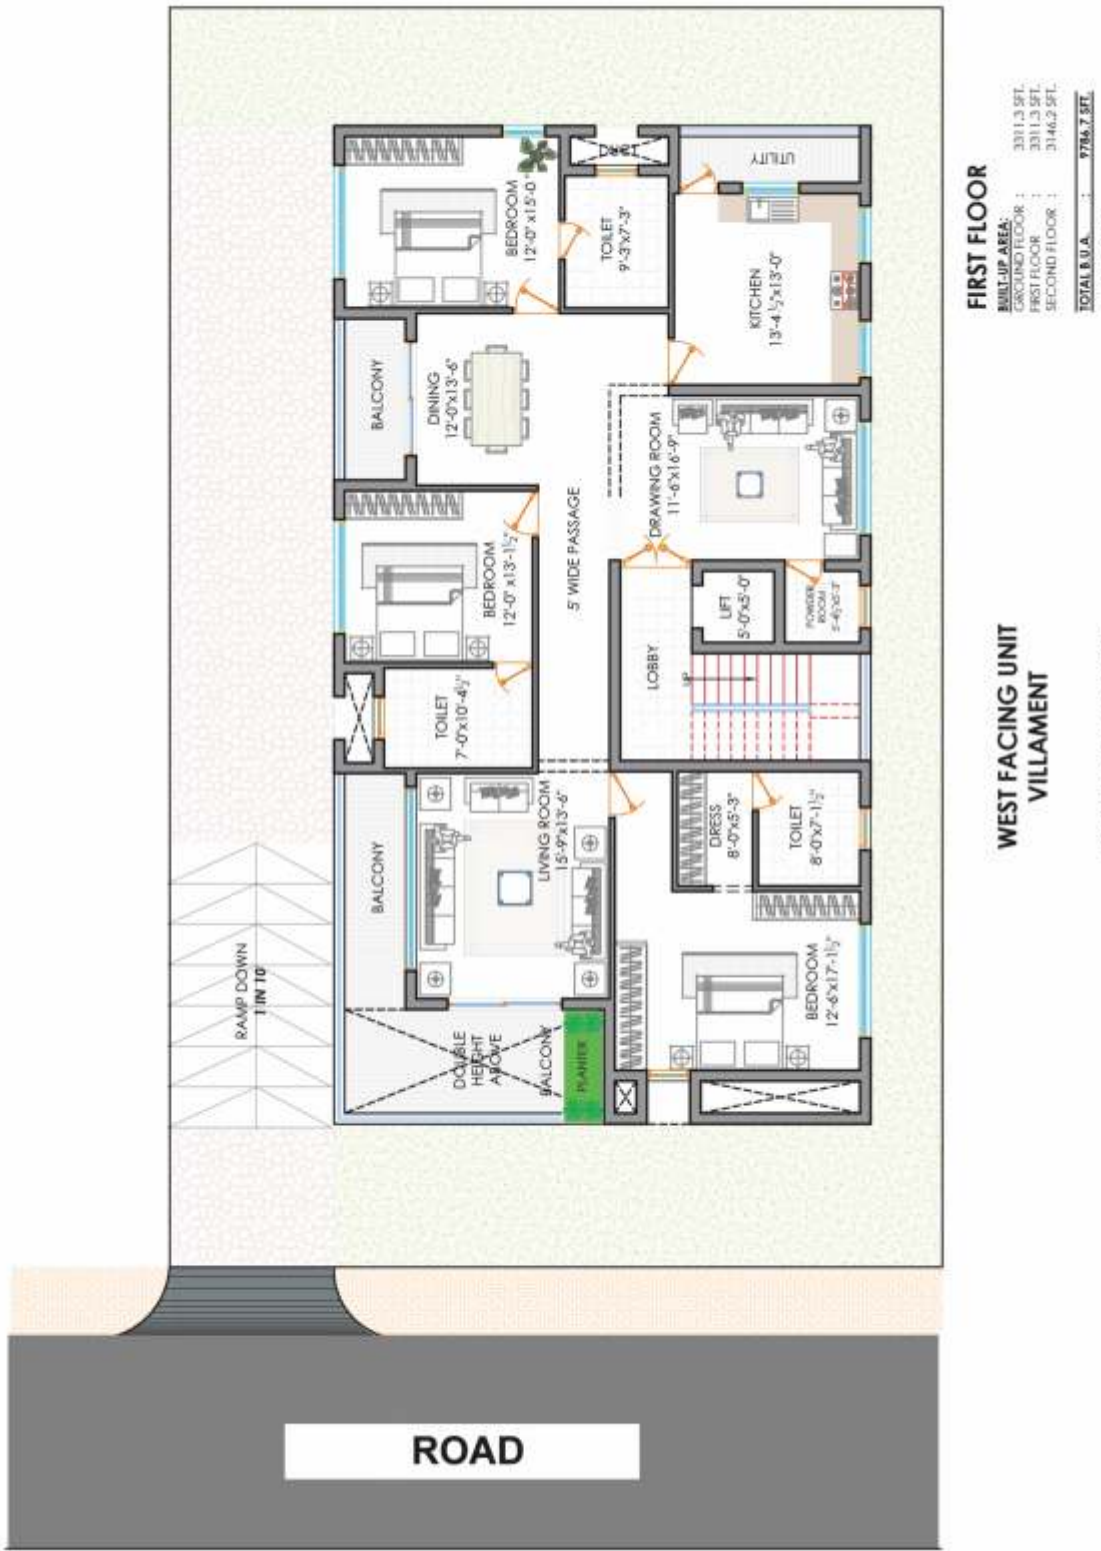 BEDROOM
12'-0" x15'-0"
DUCT
UTILITY
TOILET
9'-3"x7'-3"
KITCHEN
13'-4 ½"x13'-0"
BALCONY
DINING
12'-0"x13'-6"
DRAWING ROOM
11'-6"x16'-9"
BEDROOM
12'-0" x13'-1½"
5' WIDE PASSAGE
LIFT
5'-0"x5'-0"
POWDER
ROOM
LOBBY
UP
TOILET
7'-0"x10'-4½"
BALCONY
LIVING ROOM
15'-9"x13'-6"
DRESS
8'-0"x5'-3"
TOILET
8'-0"x7'-1½"
BEDROOM
12'-6"x17'-1½"
DOUBLE
HEIGHT
ABOVE
BALCONY
PLANTER
RAMP DOWN
1 IN 10
ROAD
FIRST FLOOR
BUILT-UP AREA:
GROUND FLOOR : 3311.3 SFT.
FIRST FLOOR : 3311.3 SFT.
SECOND FLOOR : 3146.2 SFT.
TOTAL B.U.A. : 9786.7 SFT.
WEST FACING UNIT
VILLAMENT